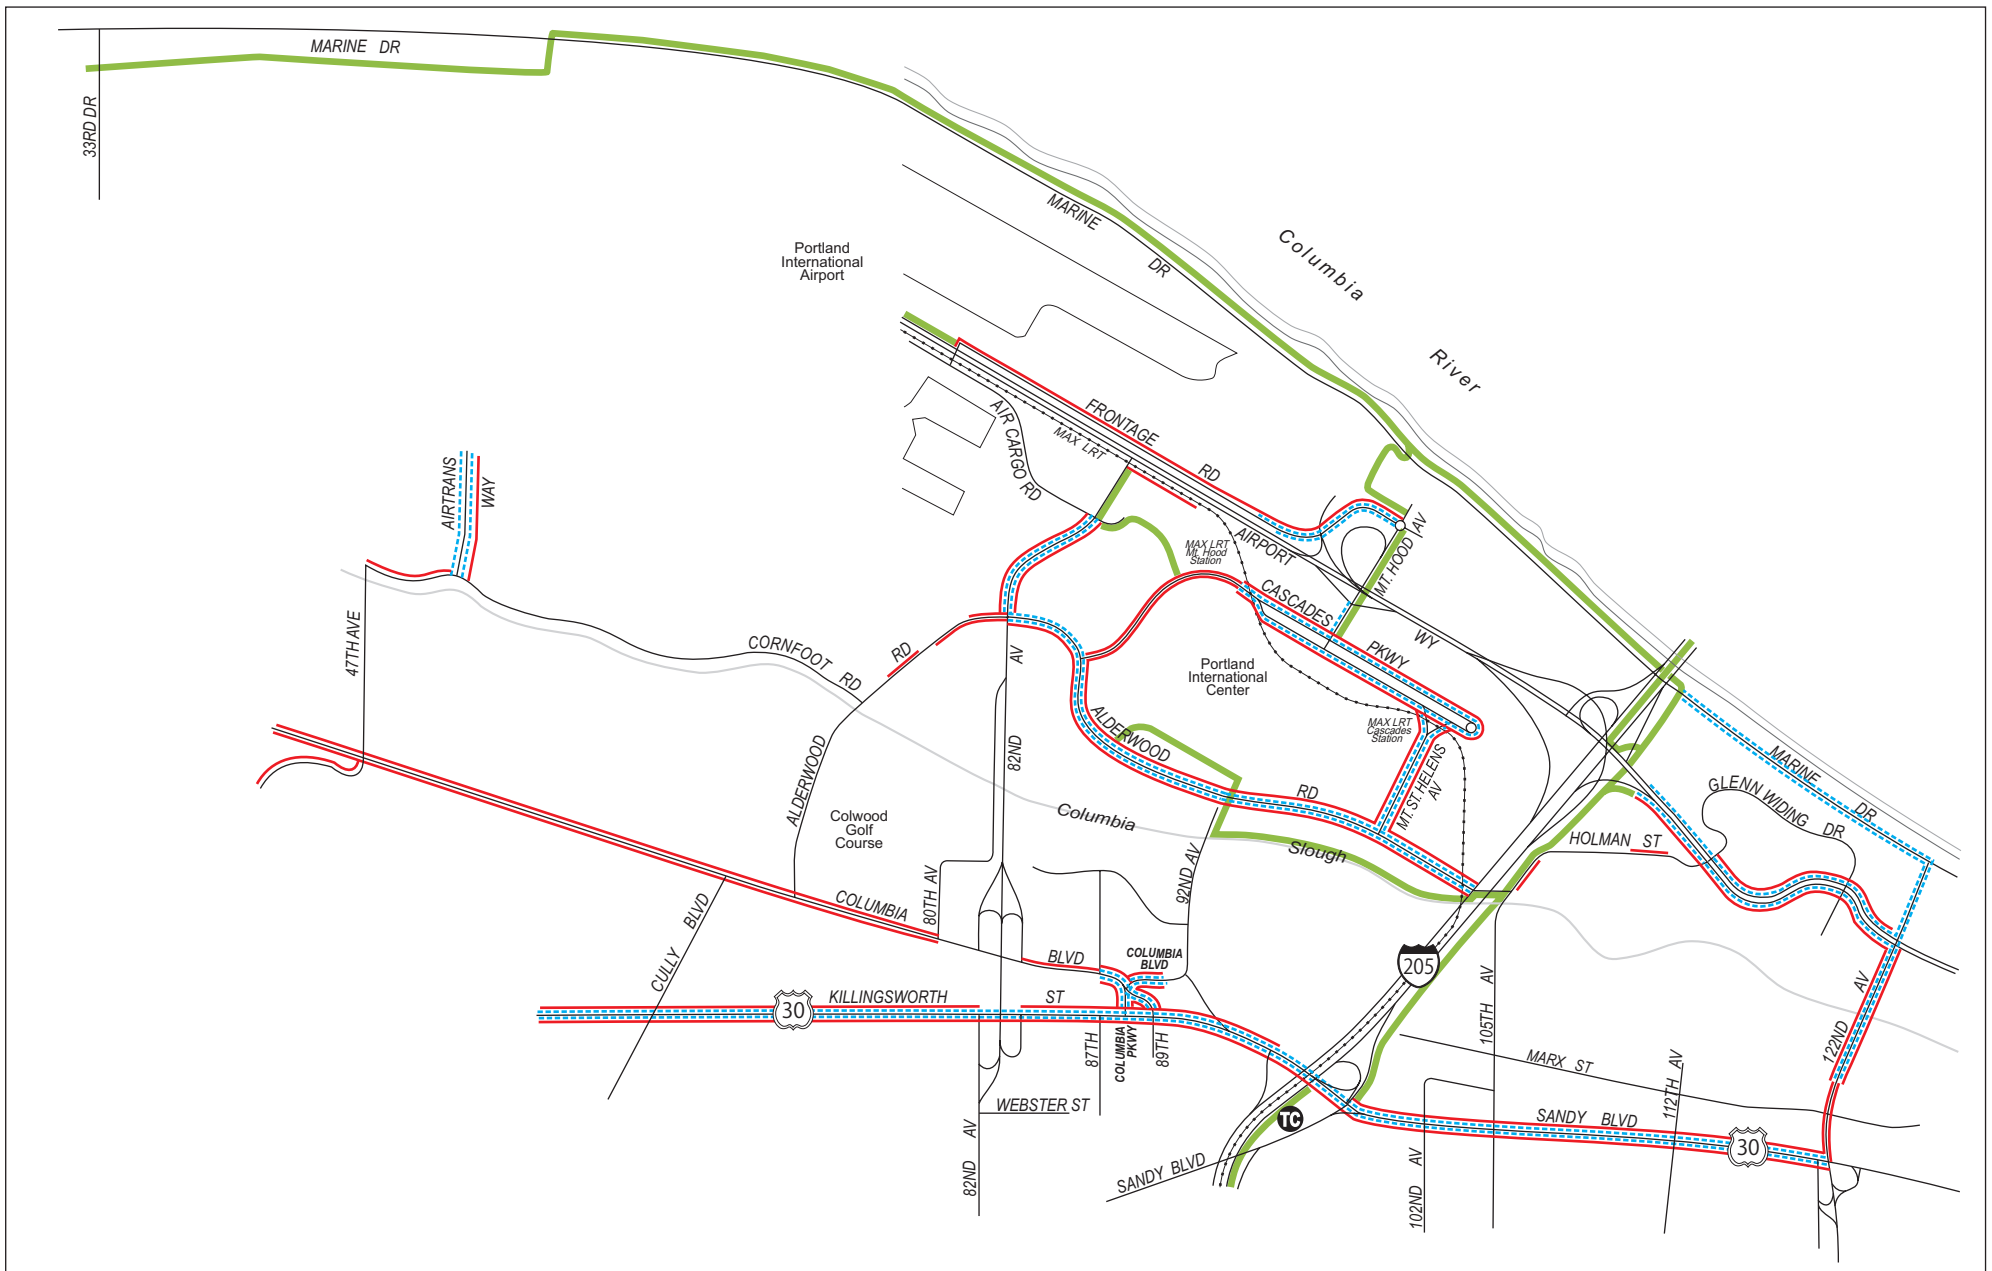 MARINE DR
33RD DR
MARINE
DR
Columbia
River
Portland
International
Airport
FRONTAGE
RD
MAX LRT
AIR CARGO RD
AIRTRANS
WAY
MAX LRT
Mt. Hood
Station
AIRPORT
WY
MT. HOOD AV
CASCADES
PKWY
47TH AVE
CORNFOOT
RD
RD
ALDERWOOD
AV
82ND
Portland
International
Center
ALDERWOOD
RD
MAX LRT
Cascades
Station
MT. ST. HELENS
AV
MARINE
DR
GLENN WIDING DR
HOLMAN ST
Colwood
Golf
Course
Columbia
Slough
80TH AV
92ND AV
COLUMBIA
BLVD
CULLY BLVD
COLUMBIA
BLVD
205
30
KILLINGSWORTH
ST
87TH
COLUMBIA
PKWY
89TH
105TH AV
122ND AV
MARX ST
112TH AV
WEBSTER ST
82ND AV
TC
SANDY BLVD
SANDY BLVD
30
102ND AV